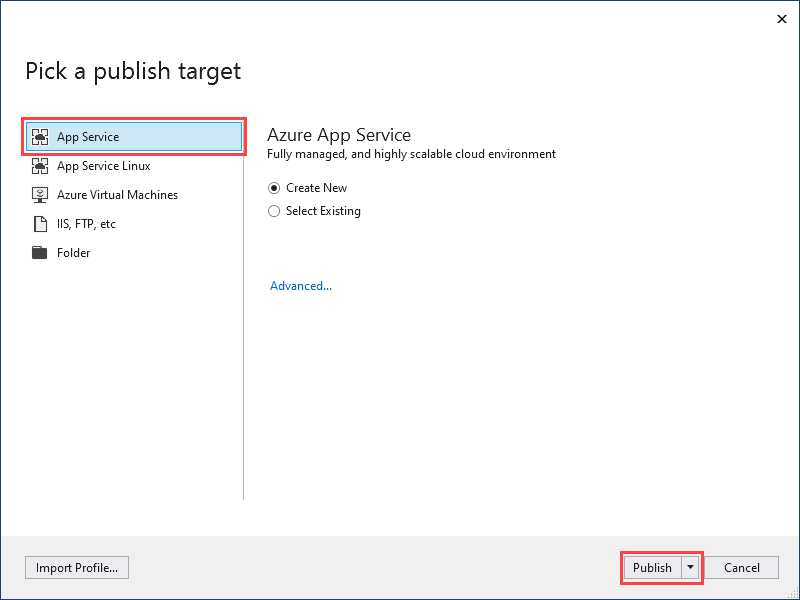 Pick a publish target
App Service
App Service Linux
Azure Virtual Machines
IIS, FTP, etc
Folder
Azure App Service
Fully managed, and highly scalable cloud environment
Create New
Select Existing
Advanced...
Import Profile...
Publish
Cancel